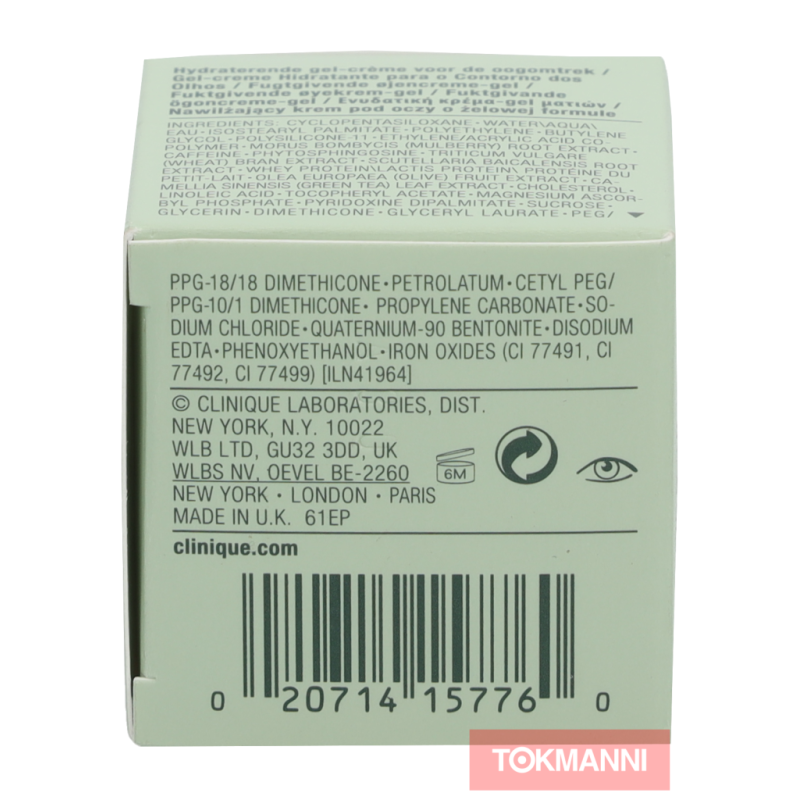 Hydraterende gel-crème voor de oogomtrek /
Gel-creme Hidratante para o Contorno dos
Olhos / Fugtgivende øjencreme-gel /
Fuktgivende øyekrem-gel / Fuktgivande
ögoncreme-gel / Ενυδατική κρέμα-gel ματιών /
Nawilżający krem pod oczy o żelowej formule
INGREDIENTS: CYCLOPENTASILOXANE • WATER\AQUA\
EAU • ISOSTEARYL PALMITATE • POLYETHYLENE • BUTYLENE
GLYCOL • POLYSILICONE-11 • ETHYLENE/ACRYLIC ACID CO-
POLYMER • MORUS BOMBYCIS (MULBERRY) ROOT EXTRACT •
CAFFEINE • PHYTOSPHINGOSINE • TRITICUM VULGARE
(WHEAT) BRAN EXTRACT • SCUTELLARIA BAICALENSIS ROOT
EXTRACT • WHEY PROTEIN\LACTIS PROTEIN\PROTÉINE DU
PETIT-LAIT • OLEA EUROPAEA (OLIVE) FRUIT EXTRACT • CA-
MELLIA SINENSIS (GREEN TEA) LEAF EXTRACT • CHOLESTEROL •
LINOLEIC ACID • TOCOPHERYL ACETATE • MAGNESIUM ASCOR-
BYL PHOSPHATE • PYRIDOXINE DIPALMITATE • SUCROSE •
GLYCERIN • DIMETHICONE • GLYCERYL LAURATE • PEG/
PPG-18/18 DIMETHICONE • PETROLATUM • CETYL PEG/
PPG-10/1 DIMETHICONE • PROPYLENE CARBONATE • SO-
DIUM CHLORIDE • QUATERNIUM-90 BENTONITE • DISODIUM
EDTA • PHENOXYETHANOL • IRON OXIDES (CI 77491, CI
77492, CI 77499) [ILN41964]
© CLINIQUE LABORATORIES, DIST.
NEW YORK, N.Y. 10022
WLB LTD, GU32 3DD, UK
WLBS NV, OEVEL BE-2260
6M
NEW YORK • LONDON • PARIS
MADE IN U.K. 61EP
clinique.com
0 20714 15776 0
TOKMANNI